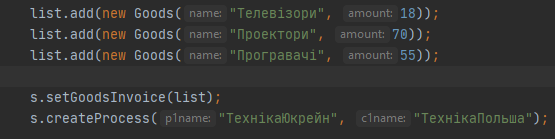 list.add(new Goods( name: "Телевізори", amount: 18));
list.add(new Goods( name: "Проектори", amount: 70));
list.add(new Goods( name: "Програвачі", amount: 55));
s.setGoodsInvoice(list);
s.createProcess( p1name: "ТехнікаЮкрейн", c1name: "ТехнікаПольша");